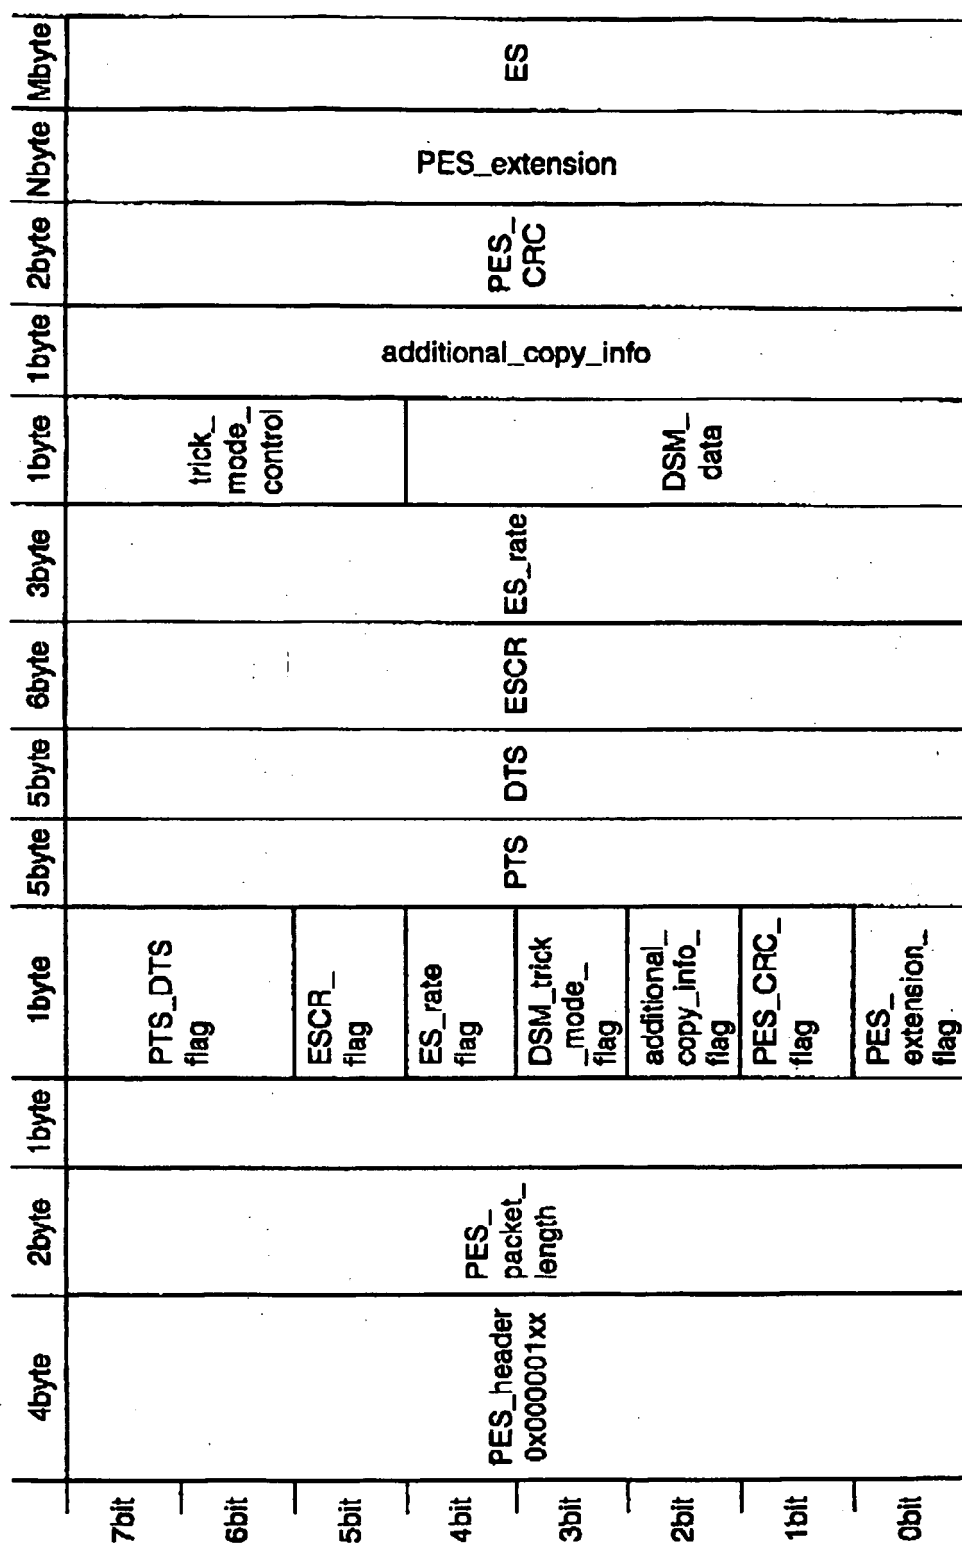 4byte
2byte
1byte
1byte
5byte
5byte
6byte
3byte
1byte
1byte
2byte
Nbyte
Mbyte
7bit
6bit
5bit
4bit
3bit
2bit
1bit
0bit
PES_header
0x000001xx
PES_
packet_
length
PTS_DTS
flag
ESCR_
flag
ES_rate
flag
DSM_trick
_mode_
flag
additional_
copy_info_
flag
PES_CRC_
flag
PES_
extension_
flag
PTS
DTS
ESCR
ES_rate
trick_
mode_
control
DSM_
data
additional_copy_info
PES_
CRC
PES_extension
ES